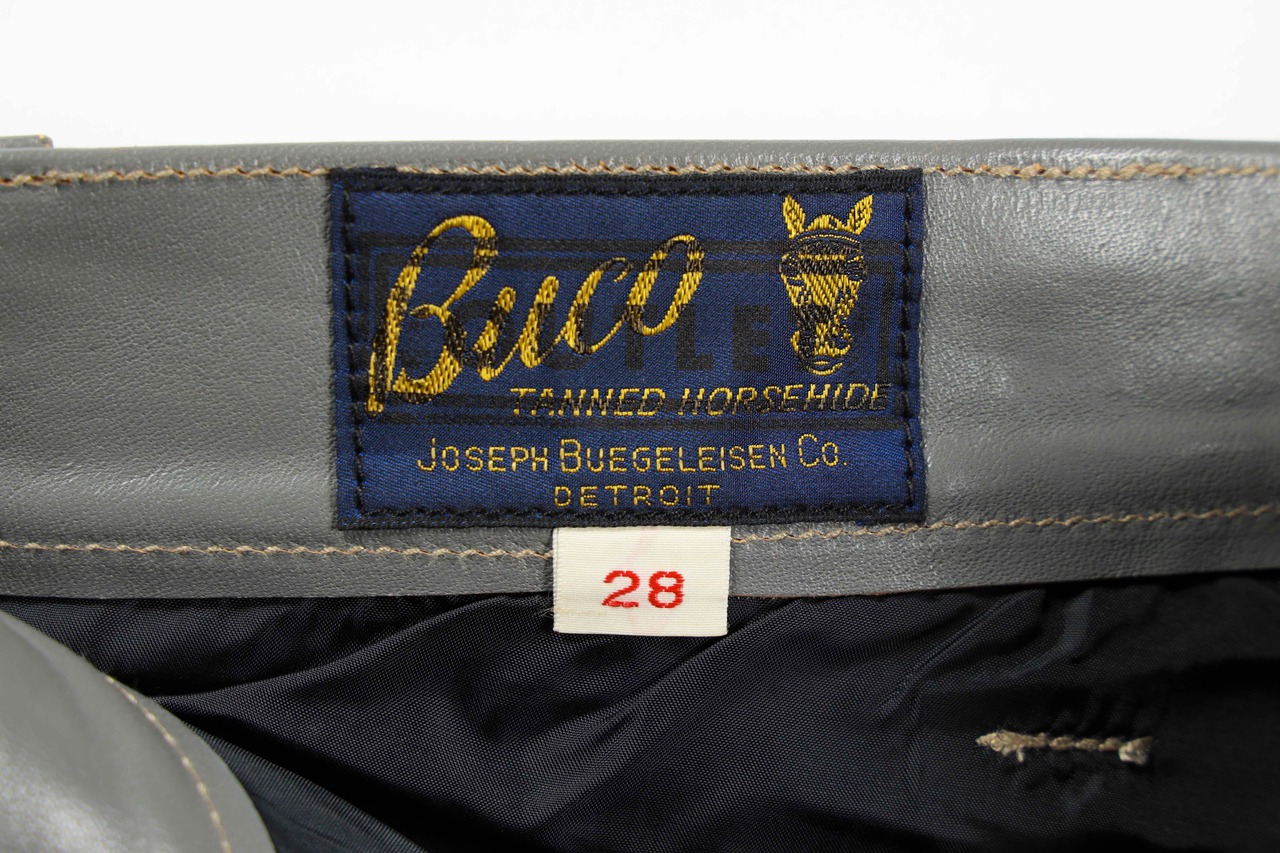 Buco
TANNED HORSEHIDE
JOSEPH BUEGELEISEN CO.
DETROIT
28